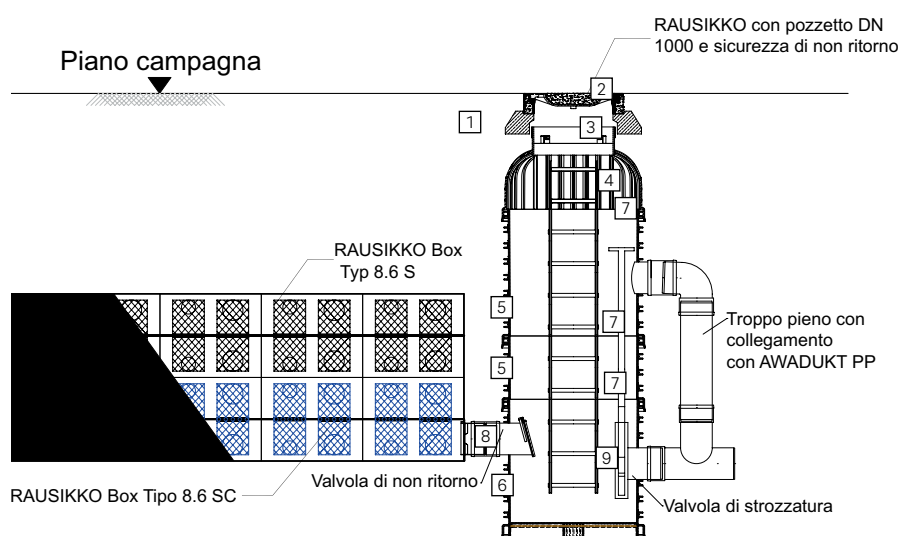 RAUSIKKO con pozzetto DN
1000 e sicurezza di non ritorno
Piano campagna
2
1
3
4
7
RAUSIKKO Box
Typ 8.6 S
5
7
Troppo pieno con
collegamento
con AWADUKT PP
5
7
8
9
Valvola di non ritorno
6
RAUSIKKO Box Tipo 8.6 SC
Valvola di strozzatura